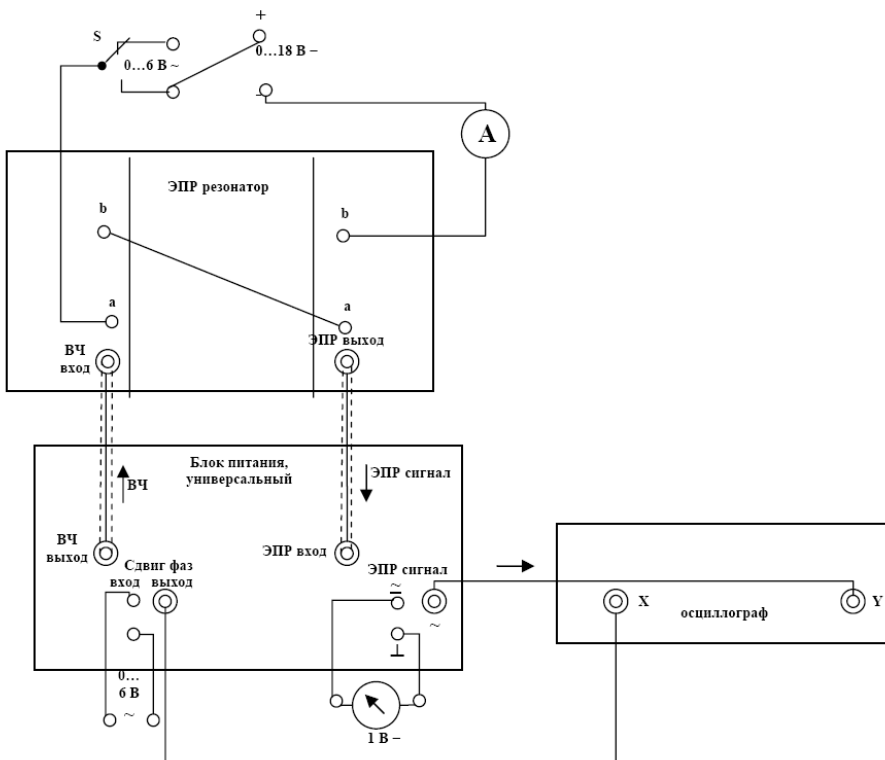 +
S
0…6 В ~
0…18 В −
−
A
ЭПР резонатор
b
b
a
a
ВЧ
вход
ЭПР выход
Блок питания,
универсальный
ВЧ
ЭПР сигнал
ВЧ
выход
ЭПР вход
Сдвиг фаз
вход
выход
ЭПР сигнал
~
~
X
осциллограф
Y
0…
6 В
~
1 В −